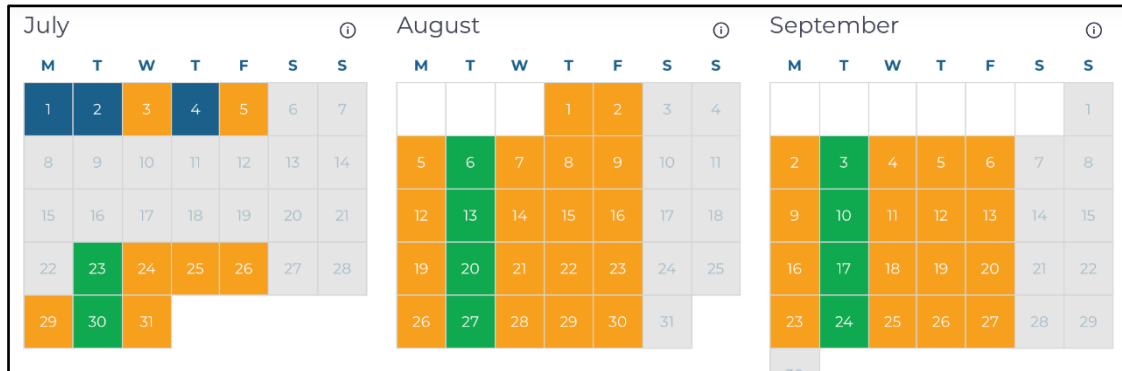 July
M T W T F S S
1 2 3 4 5 6 7
8 9 10 11 12 13 14
15 16 17 18 19 20 21
22 23 24 25 26 27 28
29 30 31
August
M T W T F S S
1 2 3 4
5 6 7 8 9 10 11
12 13 14 15 16 17 18
19 20 21 22 23 24 25
26 27 28 29 30 31
September
M T W T F S S
1
2 3 4 5 6 7 8
9 10 11 12 13 14 15
16 17 18 19 20 21 22
23 24 25 26 27 28 29